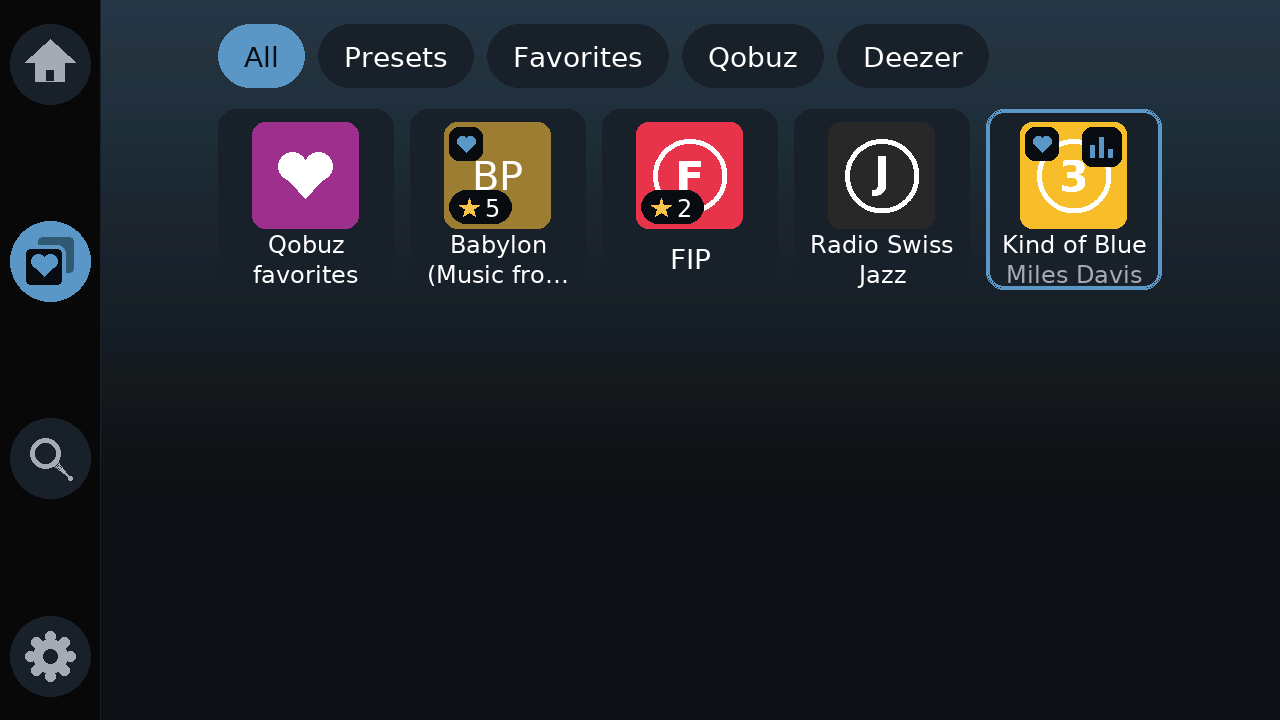 All
Presets
Favorites
Qobuz
Deezer
Qobuz
favorites
BP
5
Babylon
(Music fro...
F
2
FIP
J
Radio Swiss
Jazz
3
Kind of Blue
Miles Davis